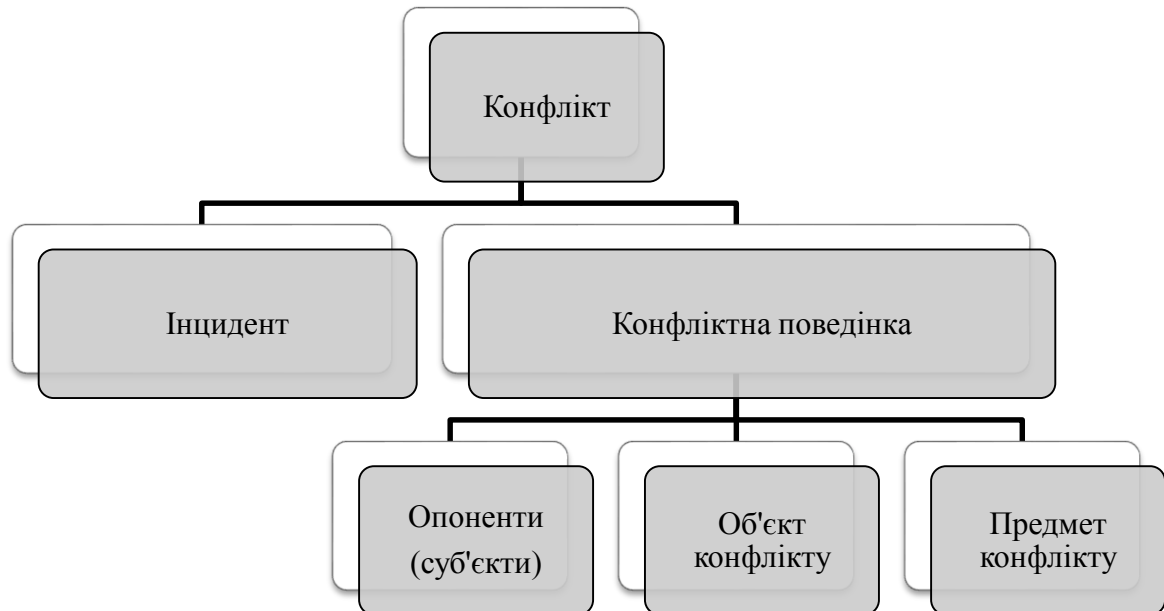 Конфлікт
Інцидент
Конфліктна поведінка
Опоненти
(суб'єкти)
Об'єкт
конфлікту
Предмет
конфлікту